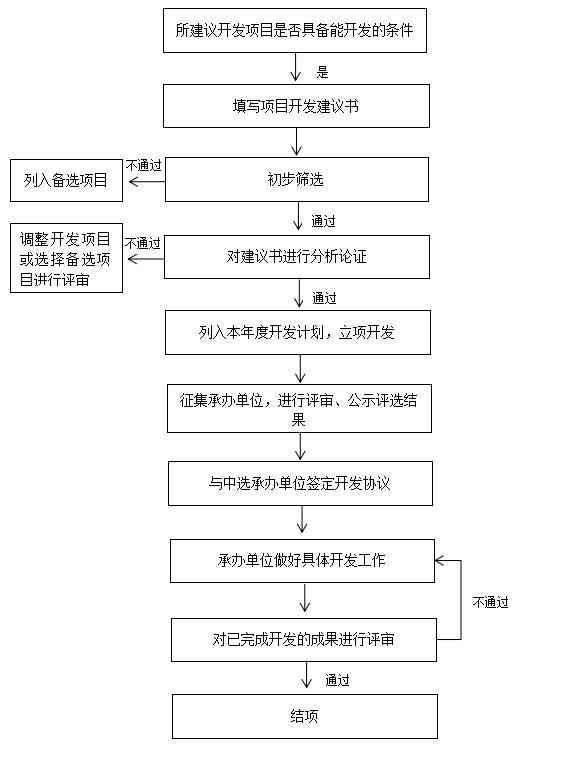 所建议开发项目是否具备能开发的条件
是
填写项目开发建议书
不通过
列入备选项目
初步筛选
通过
调整开发项目
或选择备选项
目进行评审
不通过
对建议书进行分析论证
通过
列入本年度开发计划，立项开发
征集承办单位，进行评审、公示评选结
果
与中选承办单位签定开发协议
承办单位做好具体开发工作
不通过
对已完成开发的成果进行评审
通过
结项